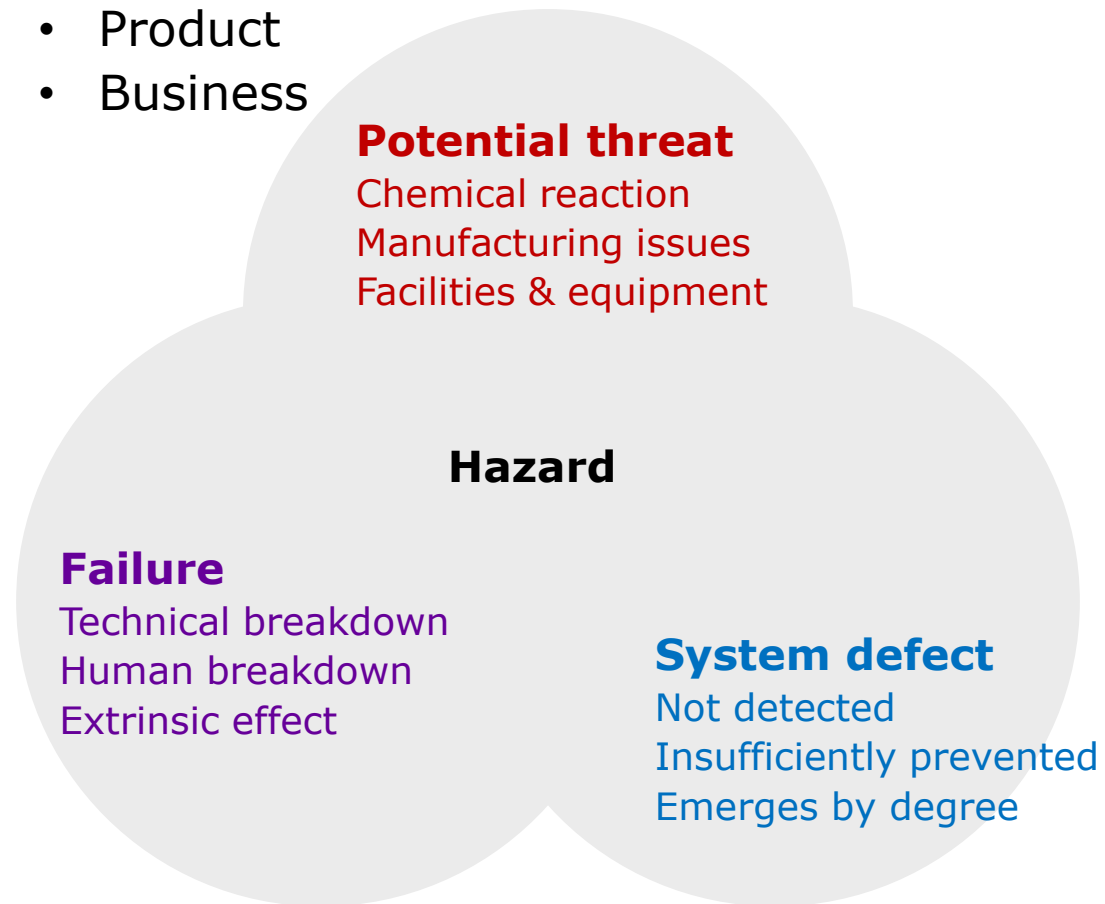 • Product
• Business
Potential threat
Chemical reaction
Manufacturing issues
Facilities & equipment
Hazard
Failure
Technical breakdown
Human breakdown
Extrinsic effect
System defect
Not detected
Insufficiently prevented
Emerges by degree